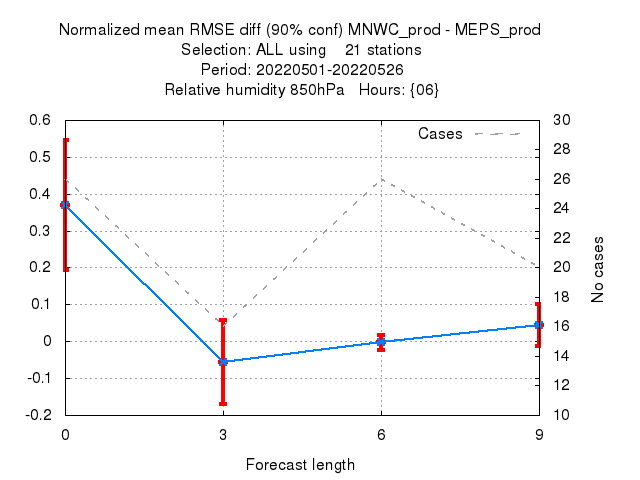 Normalized mean RMSE diff (90% conf) MNWC_prod - MEPS_prod
Selection: ALL using    21 stations
Period: 20220501-20220526
Relative humidity 850hPa   Hours: {06}
Cases
0.6
0.5
0.4
0.3
0.2
0.1
0
-0.1
-0.2
30
28
26
24
22
20
18
16
14
12
10
No cases
0 3 6 9
Forecast length